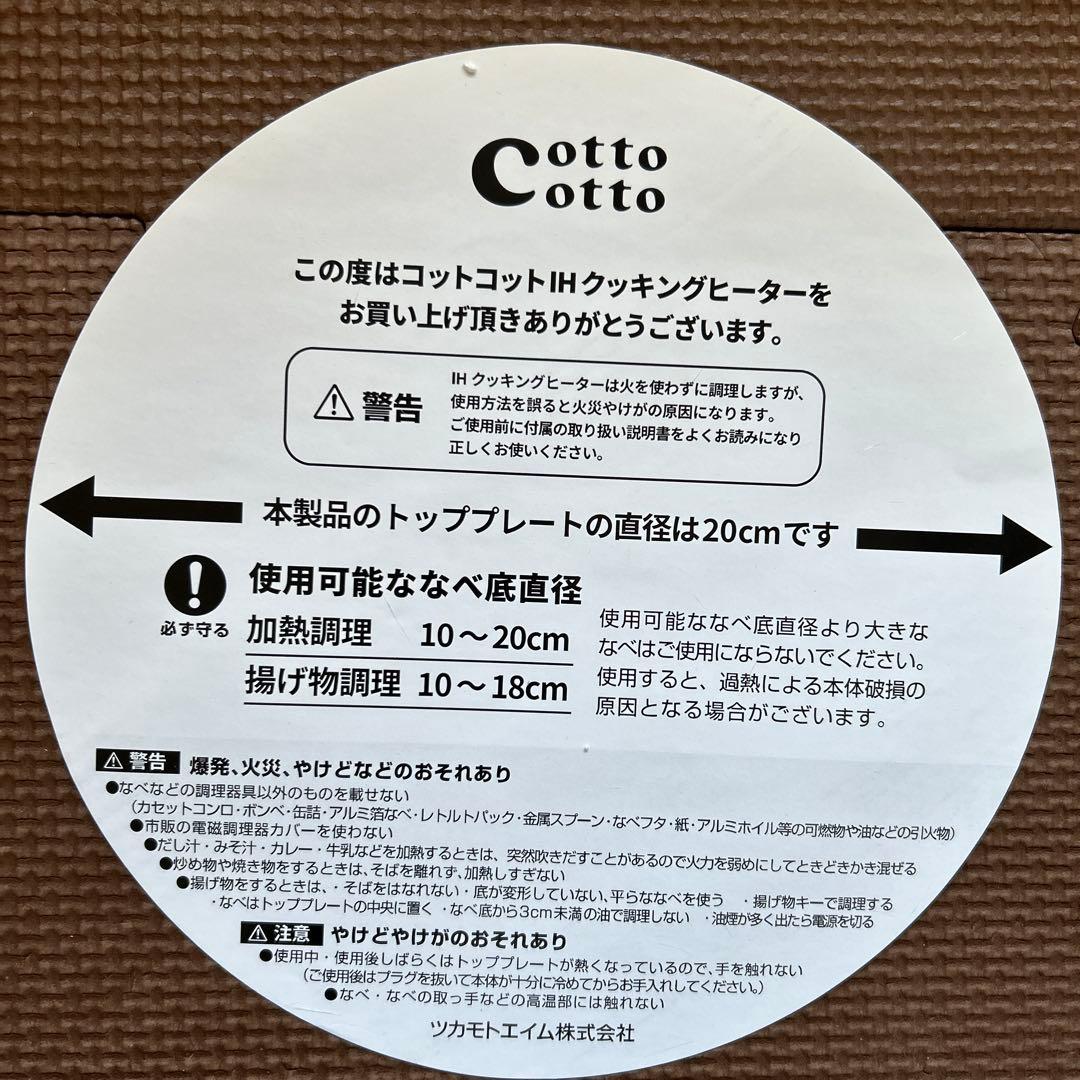 Cotto
Cotto
この度はコットコットIHクッキングヒーターを
お買い上げ頂きありがとうございます。
警告
IHクッキングヒーターは火を使わずに調理しますが、
使用方法を誤ると火災やけがの原因になります。
ご使用前に付属の取り扱い説明書をよくお読みになり
正しくお使いください。
本製品のトッププレートの直径は20cmです
必ず守る
使用可能ななべ底直径
加熱調理 10～20cm
揚げ物調理 10～18cm
使用可能ななべ底直径より大きな
なべはご使用にならないでください。
使用すると、過熱による本体破損の
原因となる場合がございます。
警告 爆発、火災、やけどなどのおそれあり
●なべなどの調理器具以外のものを載せない
（カセットコンロ・ボンベ・缶詰・アルミ箔なべ・レトルトパック・金属スプーン・なべフタ・紙・アルミホイル等の可燃物や油などの引火物）
●市販の電磁調理器カバーを使わない
●だし汁・みそ汁・カレー・牛乳などを加熱するときは、突然吹きだすことがあるので火力を弱めにしてときどきかき混ぜる
●炒め物や焼き物をするときは、そばを離れず、加熱しすぎない
●揚げ物をするときは、・そばをはなれない・底が変形していない、平らななべを使う ・揚げ物キーで調理する
・なべはトッププレートの中央に置く ・なべ底から3cm未満の油で調理しない ・油煙が多く出たら電源を切る
注意 やけどやけがのおそれあり
●使用中・使用後しばらくはトッププレートが熱くなっているので、手を触れない
（ご使用後はプラグを抜いて本体が十分に冷めてからお手入れしてください。）
●なべ・なべの取っ手などの高温部には触れない
ツカモトエイム株式会社